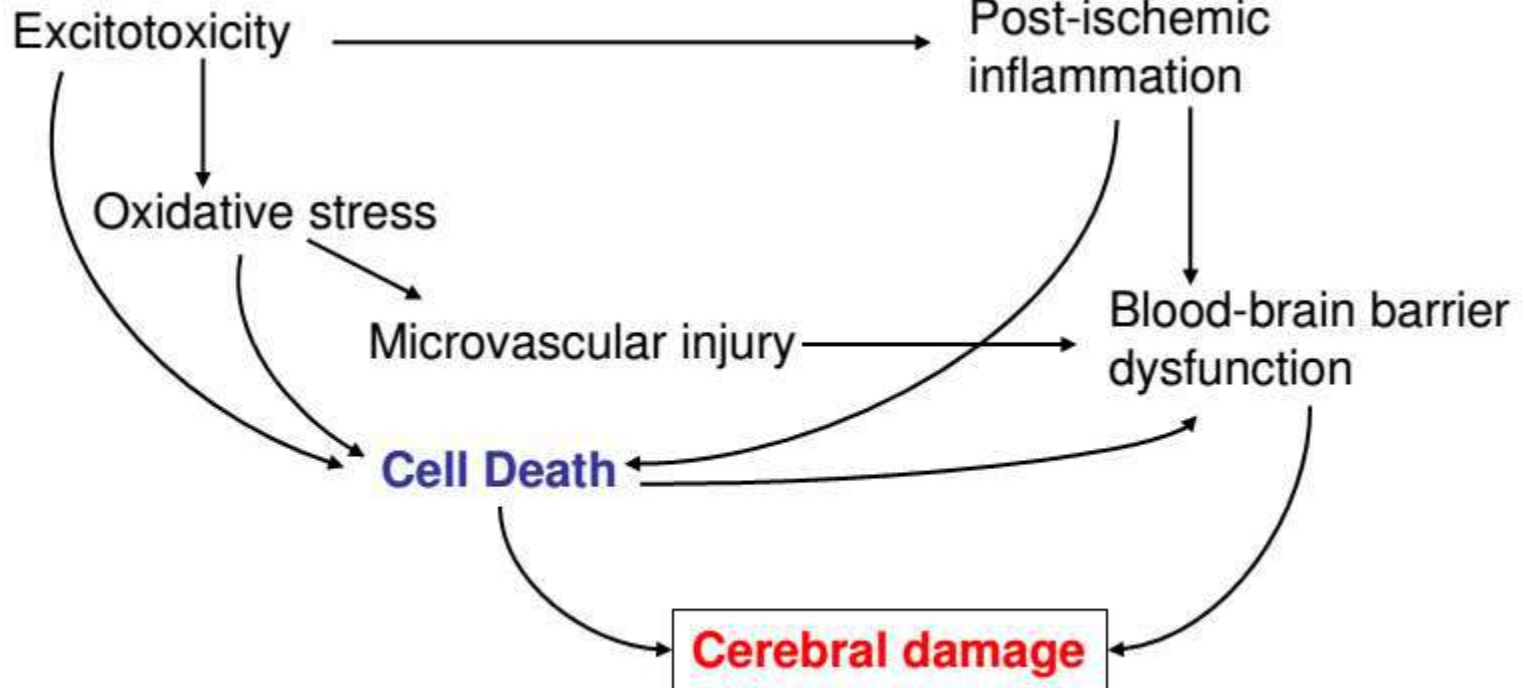 Excitotoxicity
Post-ischemic
inflammation
Oxidative stress
Microvascular injury
Blood-brain barrier
dysfunction
Cell Death
Cerebral damage